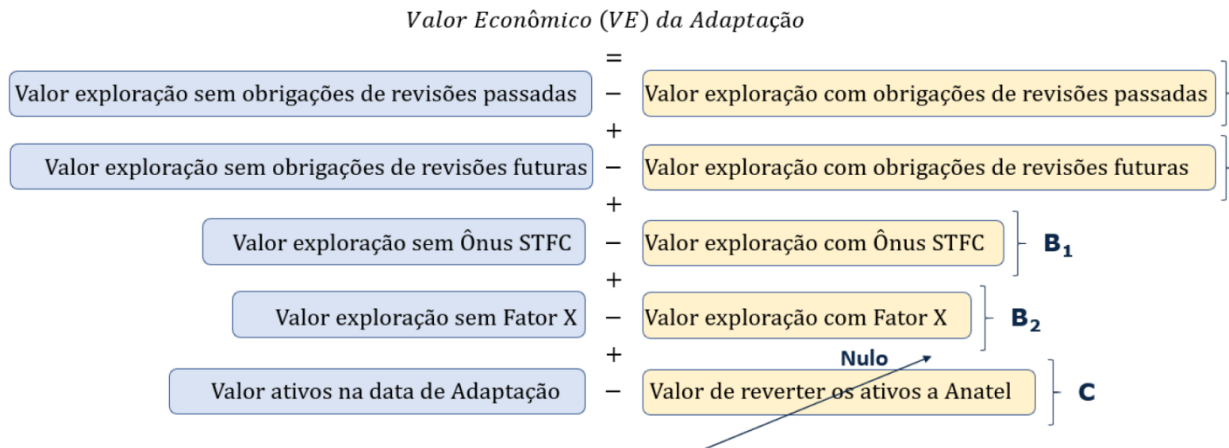 Valor Econômico (VE) da Adaptação
=
Valor exploração sem obrigações de revisões passadas − Valor exploração com obrigações de revisões passadas
+
Valor exploração sem obrigações de revisões futuras − Valor exploração com obrigações de revisões futuras
+
Valor exploração sem Ônus STFC − Valor exploração com Ônus STFC B1
+
Valor exploração sem Fator X − Valor exploração com Fator X B2
+
Nulo
Valor ativos na data de Adaptação − Valor de reverter os ativos a Anatel C